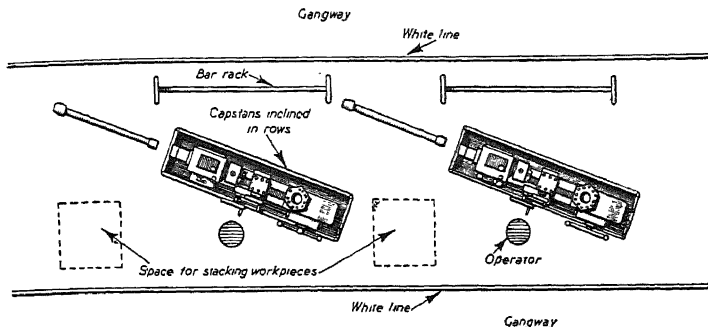 Gangway
White line
Bar rack
Capstans inclined
in rows
Space for stacking workpieces
Operator
White line
Gangway